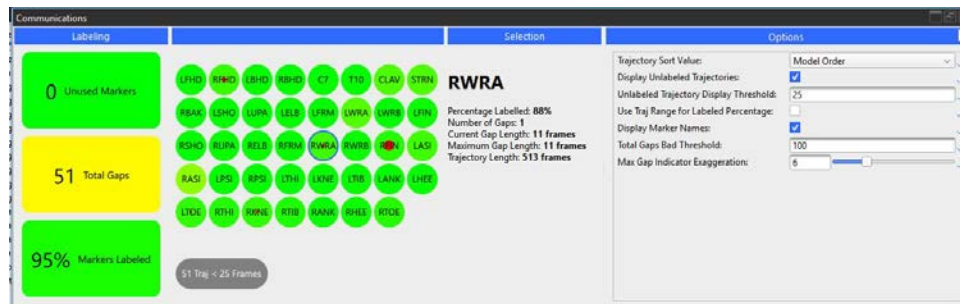 Communications
Labeling
Selection
Options
0 Unused Markers
51 Total Gaps
95% Markers Labeled
LFHD RFHD LBHD RBHD C7 T10 CLAV STRN
RBAK LSHO LUPA LELB LFRM LWRA LWRB LFIN
RSHO RUPA RELB RFRM RWRA RWRB LASI
RASI LPSI RPSI LTHI LKNE LTIB LANK LHEE
LTOE RTHI RKNE RTIB RANK RHEE RTOE
51 Traj < 25 Frames
RWRA
Percentage Labelled: 88%
Number of Gaps: 1
Current Gap Length: 11 frames
Maximum Gap Length: 11 frames
Trajectory Length: 513 frames
Trajectory Sort Value: Model Order
Display Unlabeled Trajectories:
Unlabeled Trajectory Display Threshold: 25
Use Traj Range for Labeled Percentage:
Display Marker Names:
Total Gaps Bad Threshold: 100
Max Gap Indicator Exaggeration: 6